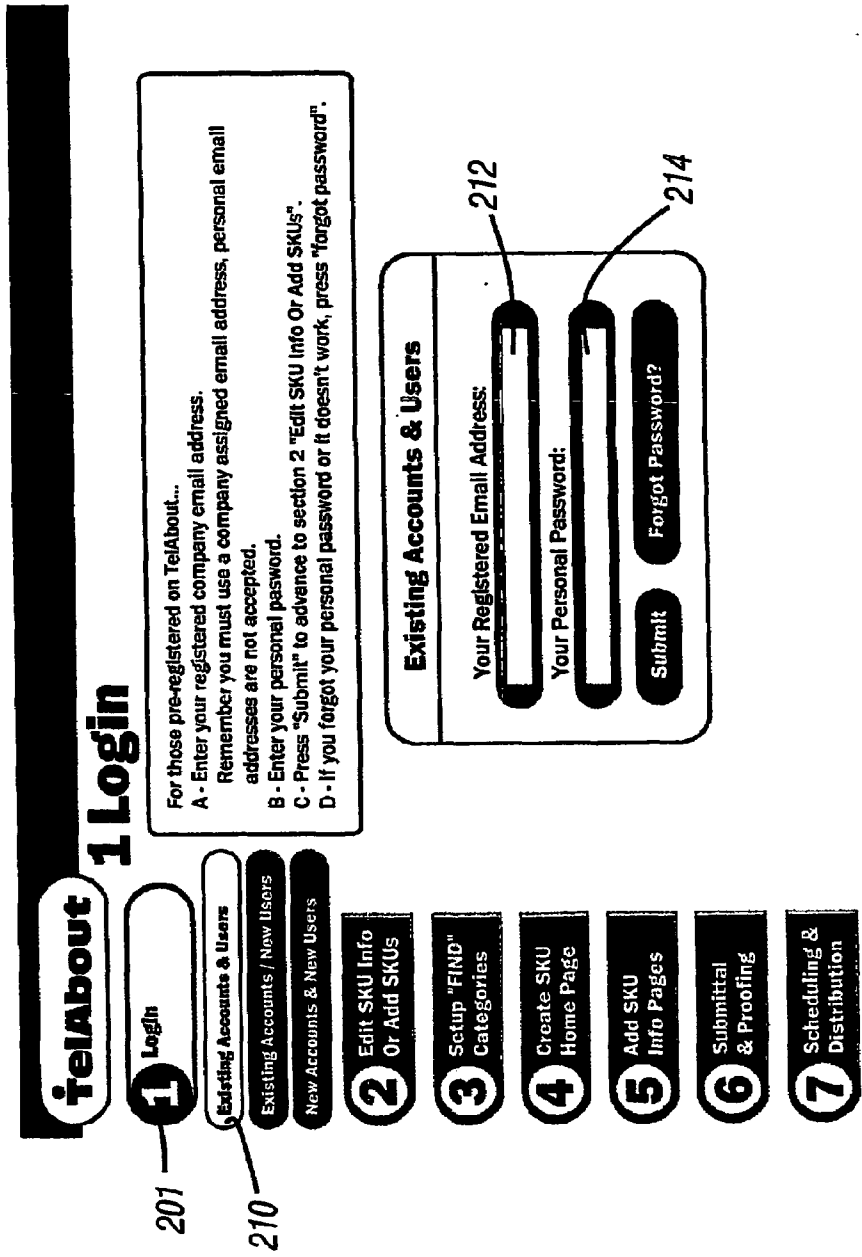 TelAbout
1 Login
1 Login
201
Existing Accounts & Users
210
Existing Accounts / New Users
New Accounts & New Users
2 Edit SKU Info
Or Add SKUs
3 Setup "FIND"
Categories
4 Create SKU
Home Page
5 Add SKU
Info Pages
6 Submittal
& Proofing
7 Scheduling &
Distribution
For those pre-registered on TelAbout...
A - Enter your registered company email address.
Remember you must use a company assigned email address, personal email
addresses are not accepted.
B - Enter your personal pasword.
C - Press "Submit" to advance to section 2 "Edit SKU Info Or Add SKUs".
D - If you forgot your personal password or it doesn't work, press "forgot password".
Existing Accounts & Users
Your Registered Email Address:
212
Your Personal Password:
214
Submit
Forgot Password?